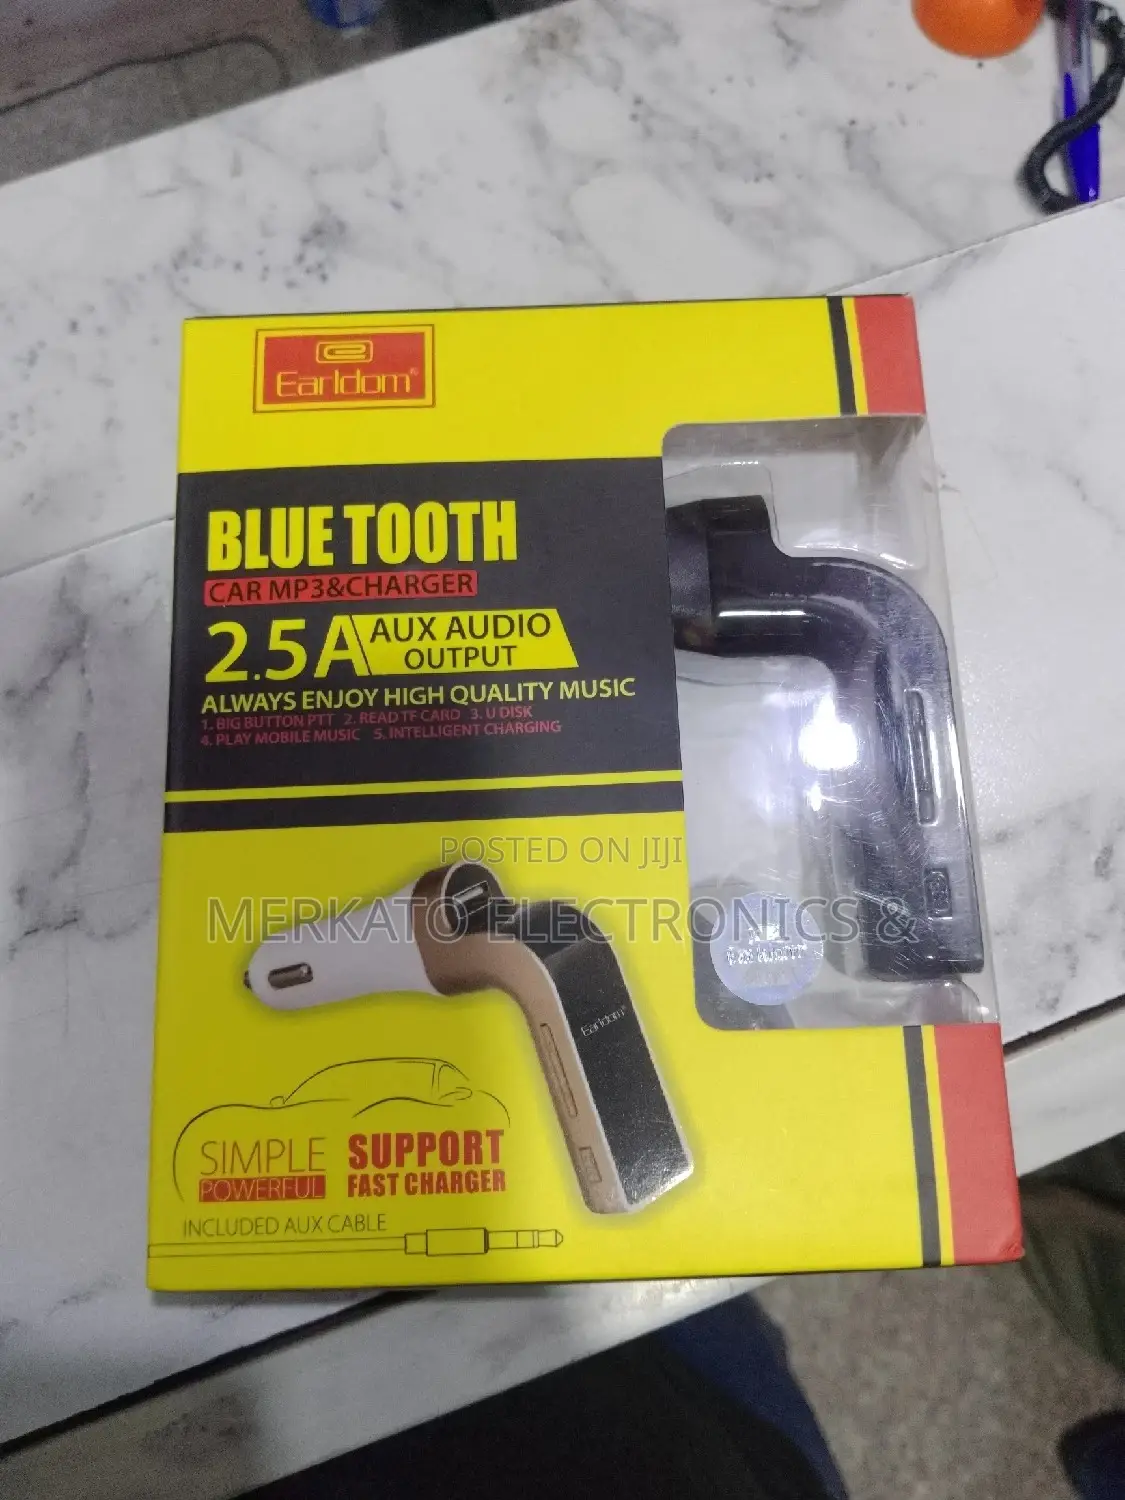 Earldom®
BLUE TOOTH
CAR MP3&CHARGER
2.5A AUX AUDIO
OUTPUT
ALWAYS ENJOY HIGH QUALITY MUSIC
1. BIG BUTTON PTT 2. READ TF CARD 3. U DISK
4. PLAY MOBILE MUSIC 5. INTELLIGENT CHARGING
POSTED ON JIJI
MERKATO ELECTRONICS &
Earldom®
SIMPLE
POWERFUL
SUPPORT
FAST CHARGER
INCLUDED AUX CABLE